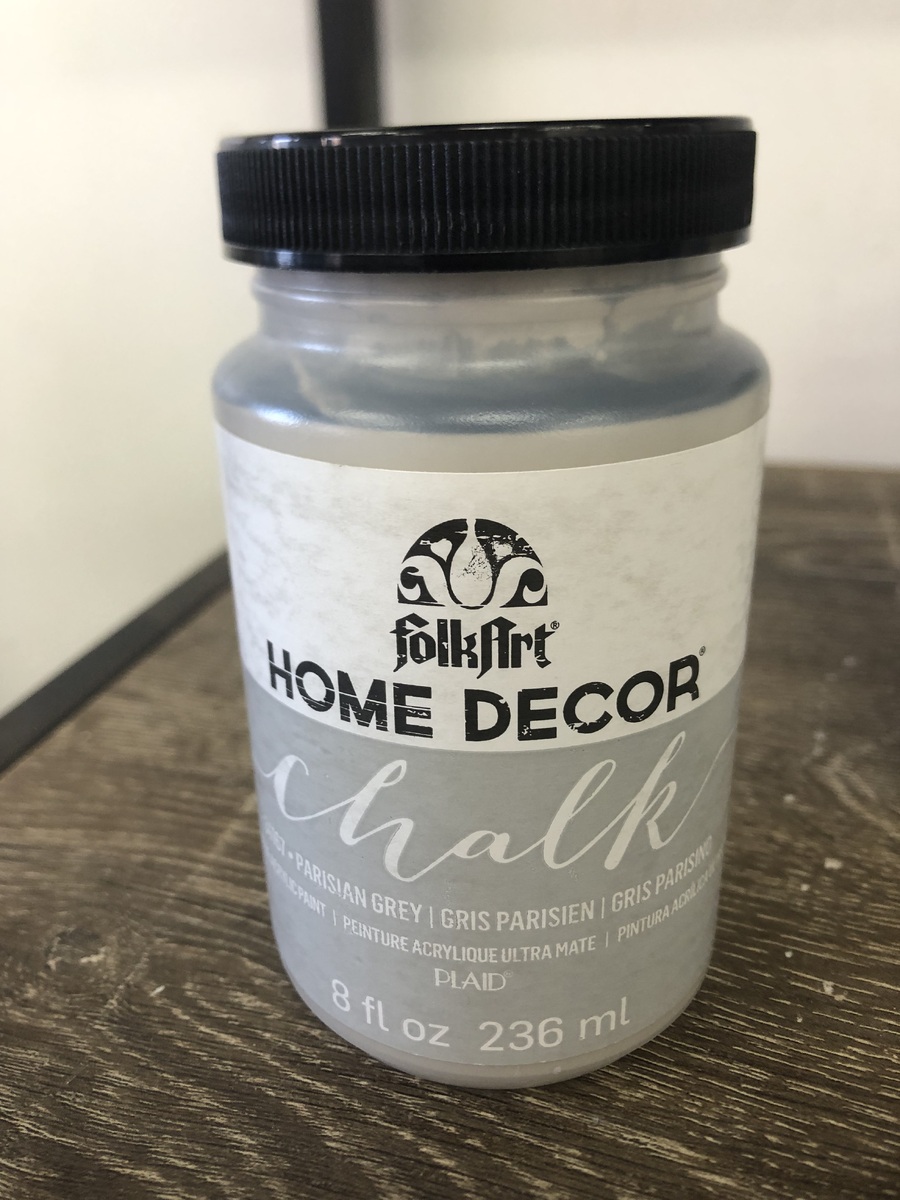 folkArt®
HOME DECOR®
chalk
• PARISIAN GREY | GRIS PARISIEN | GRIS PARISINO
PAINT | PEINTURE ACRYLIQUE ULTRA MATE | PINTURA ACRÍLICA
PLAID®
8 fl oz 236 ml